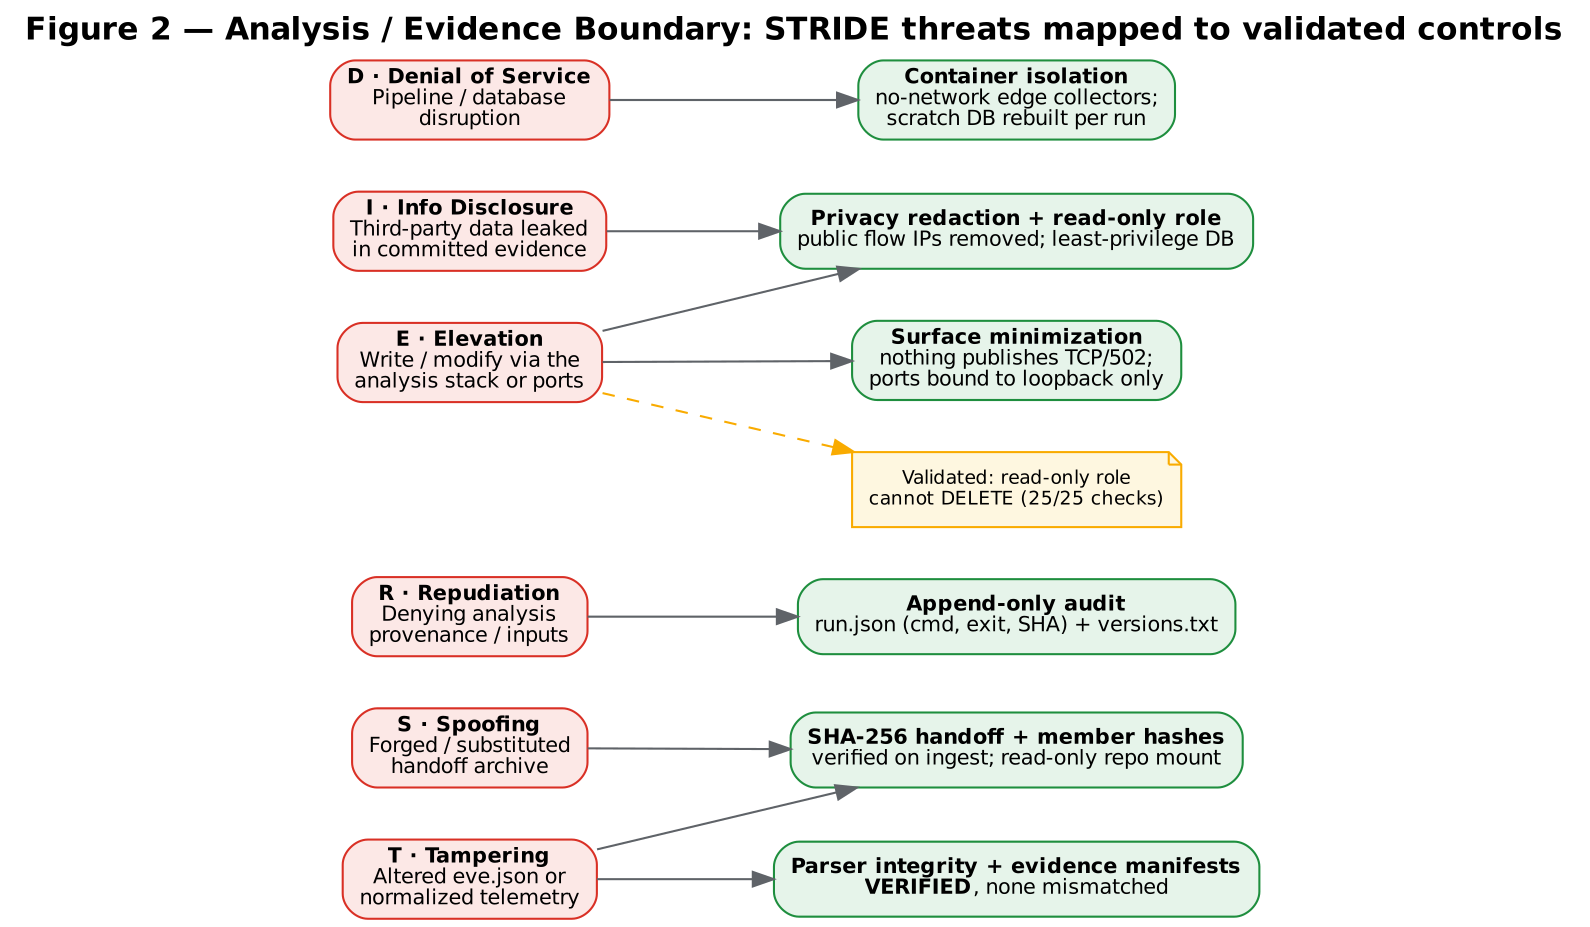 Figure 2 — Analysis / Evidence Boundary: STRIDE threats mapped to validated controls
D · Denial of Service
Pipeline / database
disruption
Container isolation
no-network edge collectors;
scratch DB rebuilt per run
I · Info Disclosure
Third-party data leaked
in committed evidence
Privacy redaction + read-only role
public flow IPs removed; least-privilege DB
E · Elevation
Write / modify via the
analysis stack or ports
Surface minimization
nothing publishes TCP/502;
ports bound to loopback only
Validated: read-only role
cannot DELETE (25/25 checks)
R · Repudiation
Denying analysis
provenance / inputs
Append-only audit
run.json (cmd, exit, SHA) + versions.txt
S · Spoofing
Forged / substituted
handoff archive
SHA-256 handoff + member hashes
verified on ingest; read-only repo mount
T · Tampering
Altered eve.json or
normalized telemetry
Parser integrity + evidence manifests
VERIFIED, none mismatched